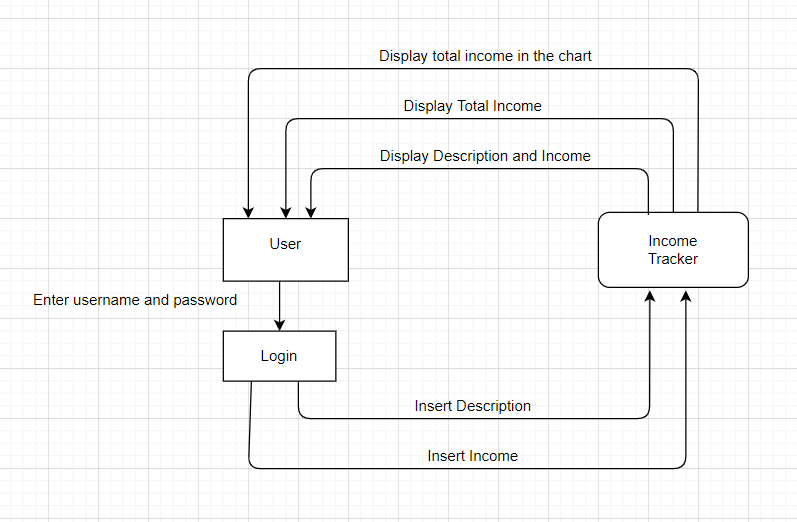 Display total income in the chart
Display Total Income
Display Description and Income
User
Income
Tracker
Enter username and password
Login
Insert Description
Insert Income